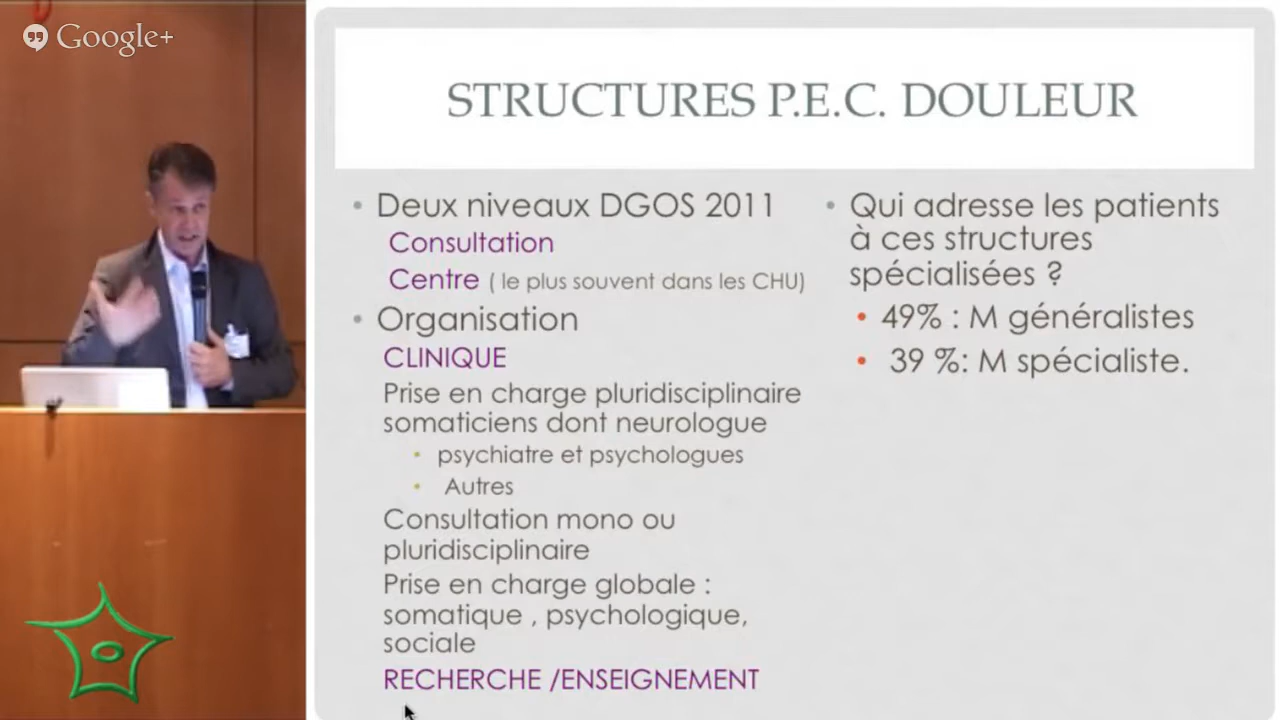 Google+
STRUCTURES P.E.C. DOULEUR
Deux niveaux DGOS 2011
Consultation
Centre ( le plus souvent dans les CHU)
Organisation
CLINIQUE
Prise en charge pluridisciplinaire
somaticiens dont neurologue
psychiatre et psychologues
Autres
Consultation mono ou
pluridisciplinaire
Prise en charge globale :
somatique , psychologique,
sociale
RECHERCHE /ENSEIGNEMENT
Qui adresse les patients
à ces structures
spécialisées ?
49% : M généralistes
39 %: M spécialiste.